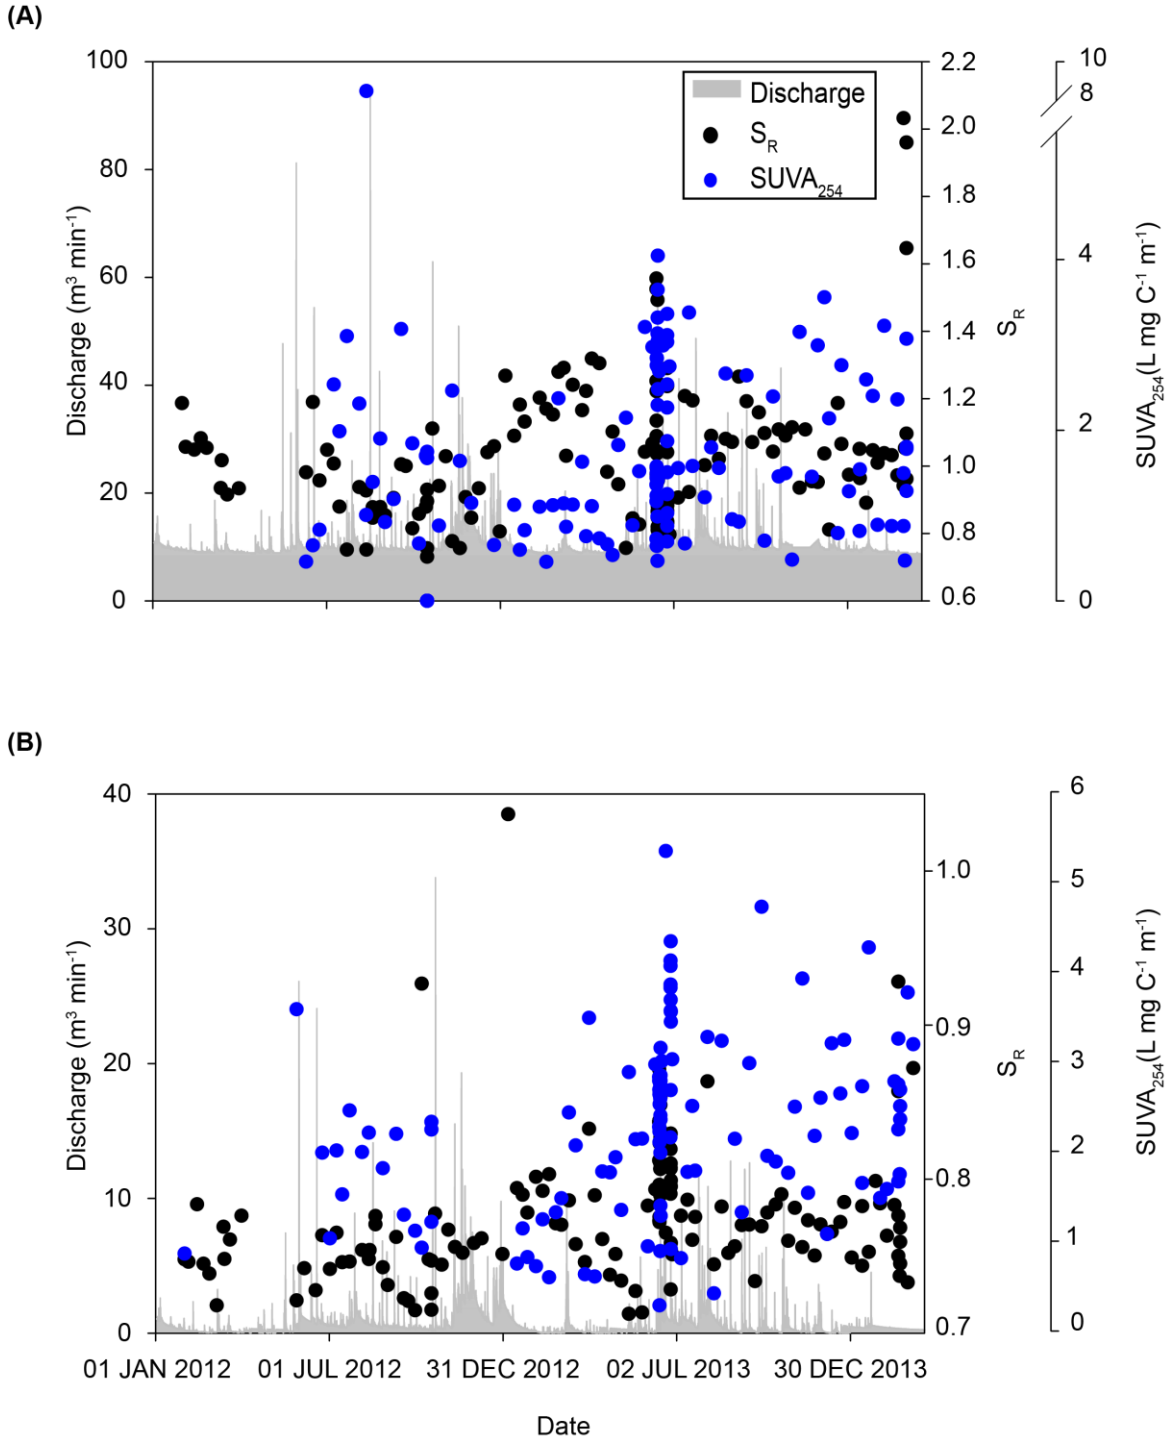 (A)
100
80
60
40
20
0
Discharge (m³ min⁻¹)
Discharge
S_R
SUVA₂₅₄
2.2
2.0
1.8
1.6
1.4
1.2
1.0
0.8
0.6
S_R
10
8
4
2
0
SUVA₂₅₄(L mg C⁻¹ m⁻¹)
(B)
40
30
20
10
0
Discharge (m³ min⁻¹)
1.0
0.9
0.8
0.7
S_R
6
5
4
3
2
1
0
SUVA₂₅₄(L mg C⁻¹ m⁻¹)
01 JAN 2012 01 JUL 2012 31 DEC 2012 02 JUL 2013 30 DEC 2013
Date